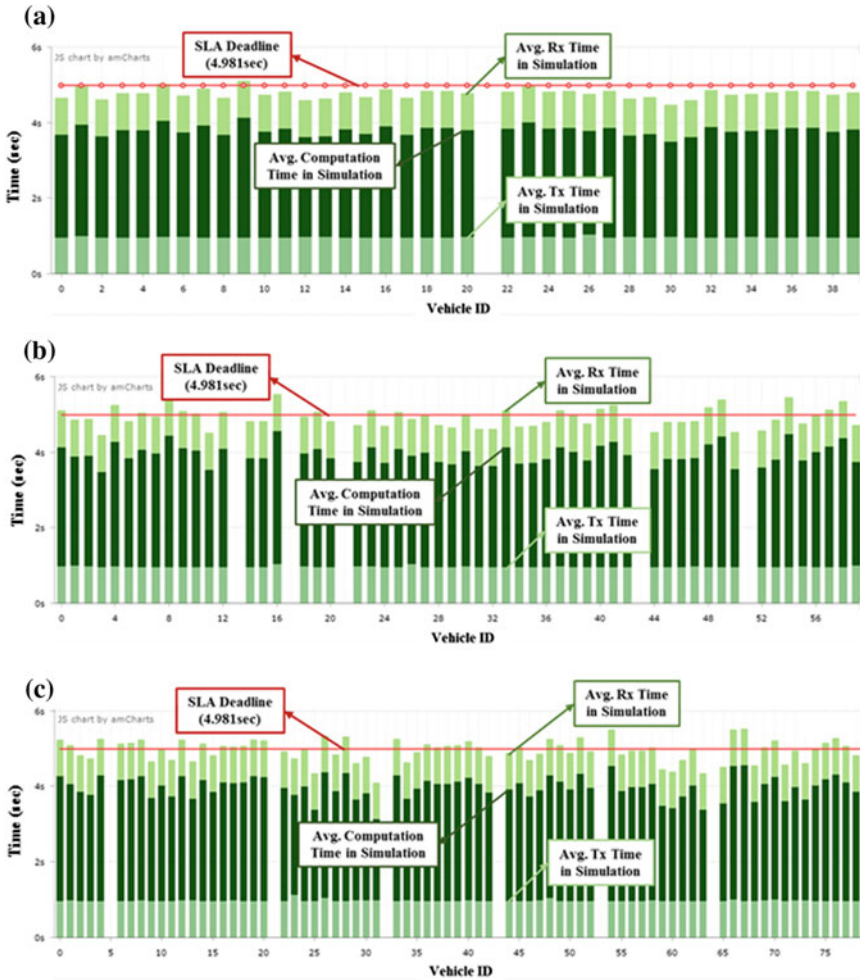 (a)
JS chart by amCharts
SLA Deadline
(4.981sec)
Avg. Rx Time
in Simulation
Avg. Computation
Time in Simulation
Avg. Tx Time
in Simulation
Time (sec)
6s
4s
2s
0s
0 2 4 6 8 10 12 14 16 18 20 22 24 26 28 30 32 34 36 38
Vehicle ID
(b)
JS chart by amCharts
SLA Deadline
(4.981sec)
Avg. Rx Time
in Simulation
Avg. Computation
Time in Simulation
Avg. Tx Time
in Simulation
Time (sec)
6s
4s
2s
0s
0 4 8 12 16 20 24 28 32 36 40 44 48 52 56
Vehicle ID
(c)
JS chart by amCharts
SLA Deadline
(4.981sec)
Avg. Rx Time
in Simulation
Avg. Computation
Time in Simulation
Avg. Tx Time
in Simulation
Time (sec)
6s
4s
2s
0s
0 5 10 15 20 25 30 35 40 45 50 55 60 65 70 75
Vehicle ID